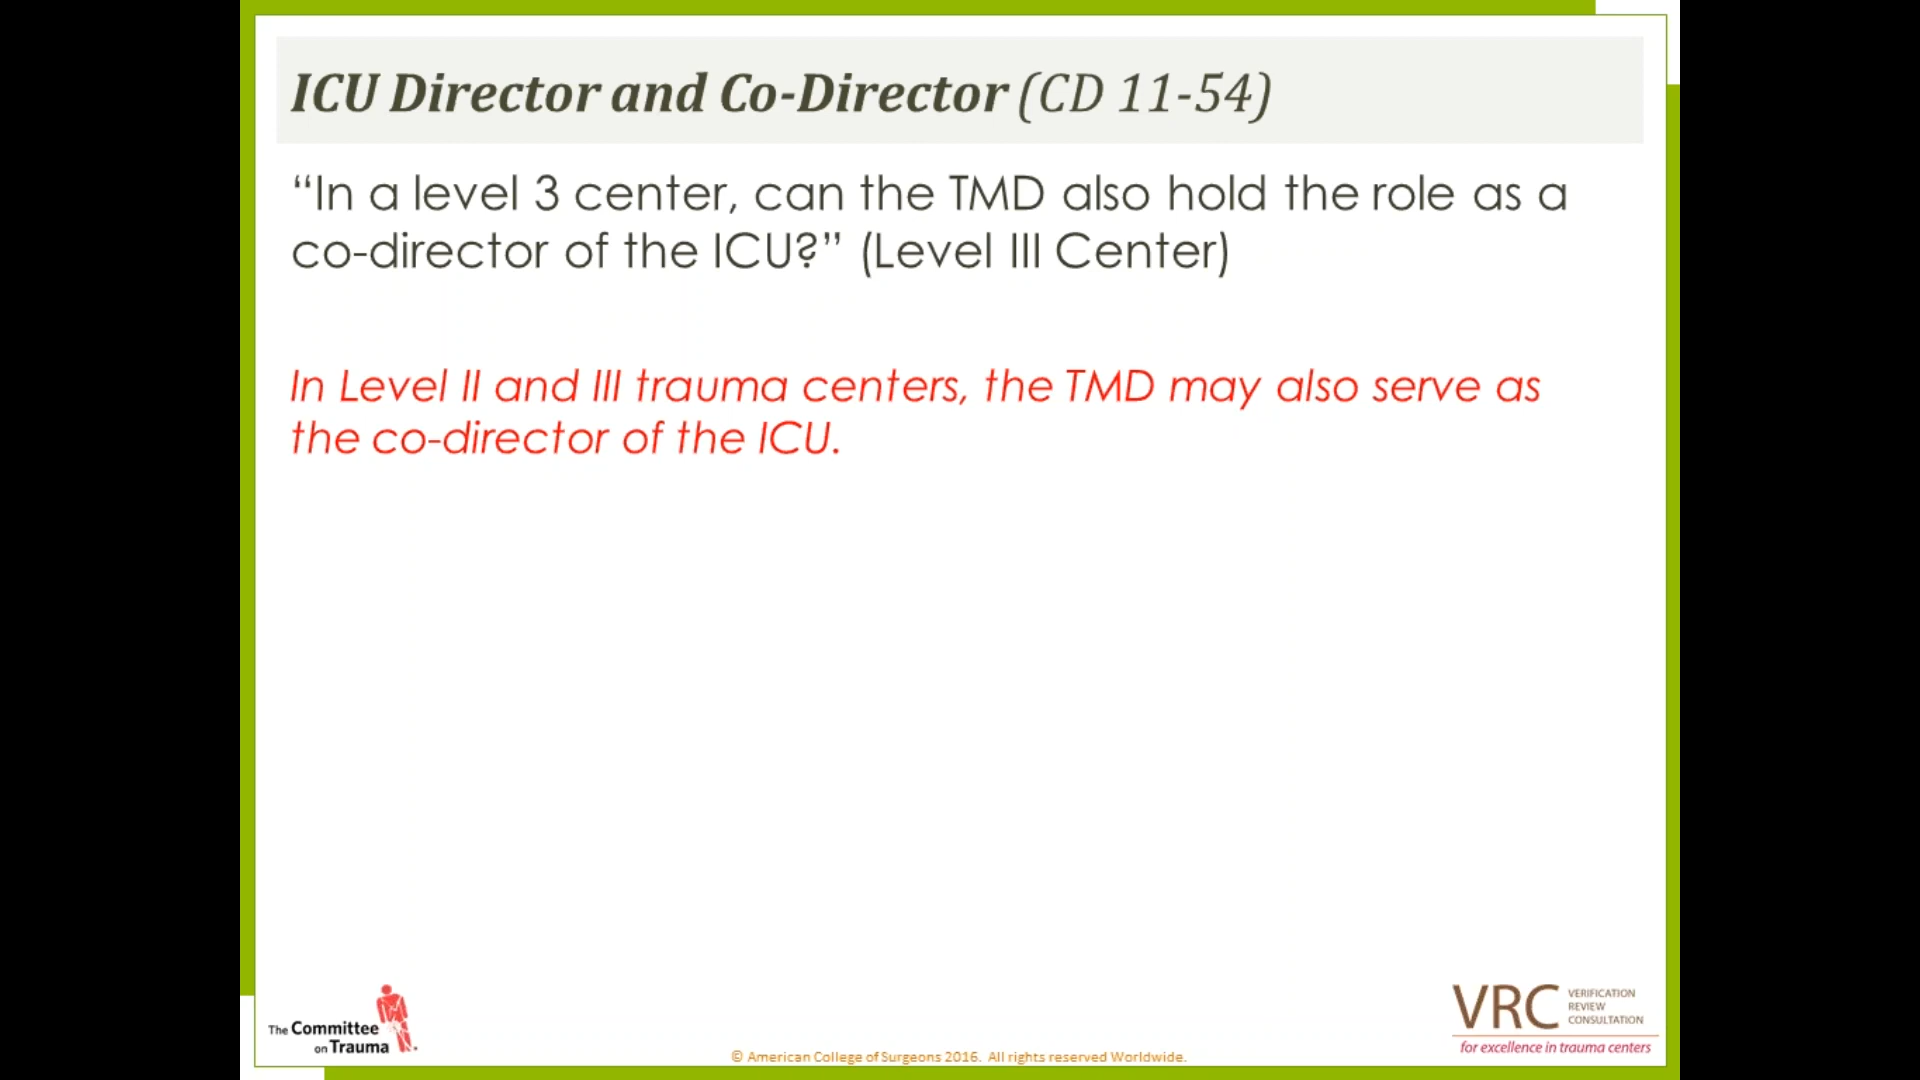 ICU Director and Co-Director (CD 11-54)
“In a level 3 center, can the TMD also hold the role as a
co-director of the ICU?” (Level III Center)
In Level II and III trauma centers, the TMD may also serve as
the co-director of the ICU.
The Committee
on Trauma
© American College of Surgeons 2016. All rights reserved Worldwide.
VRC
VERIFICATION
REVIEW
CONSULTATION
for excellence in trauma centers